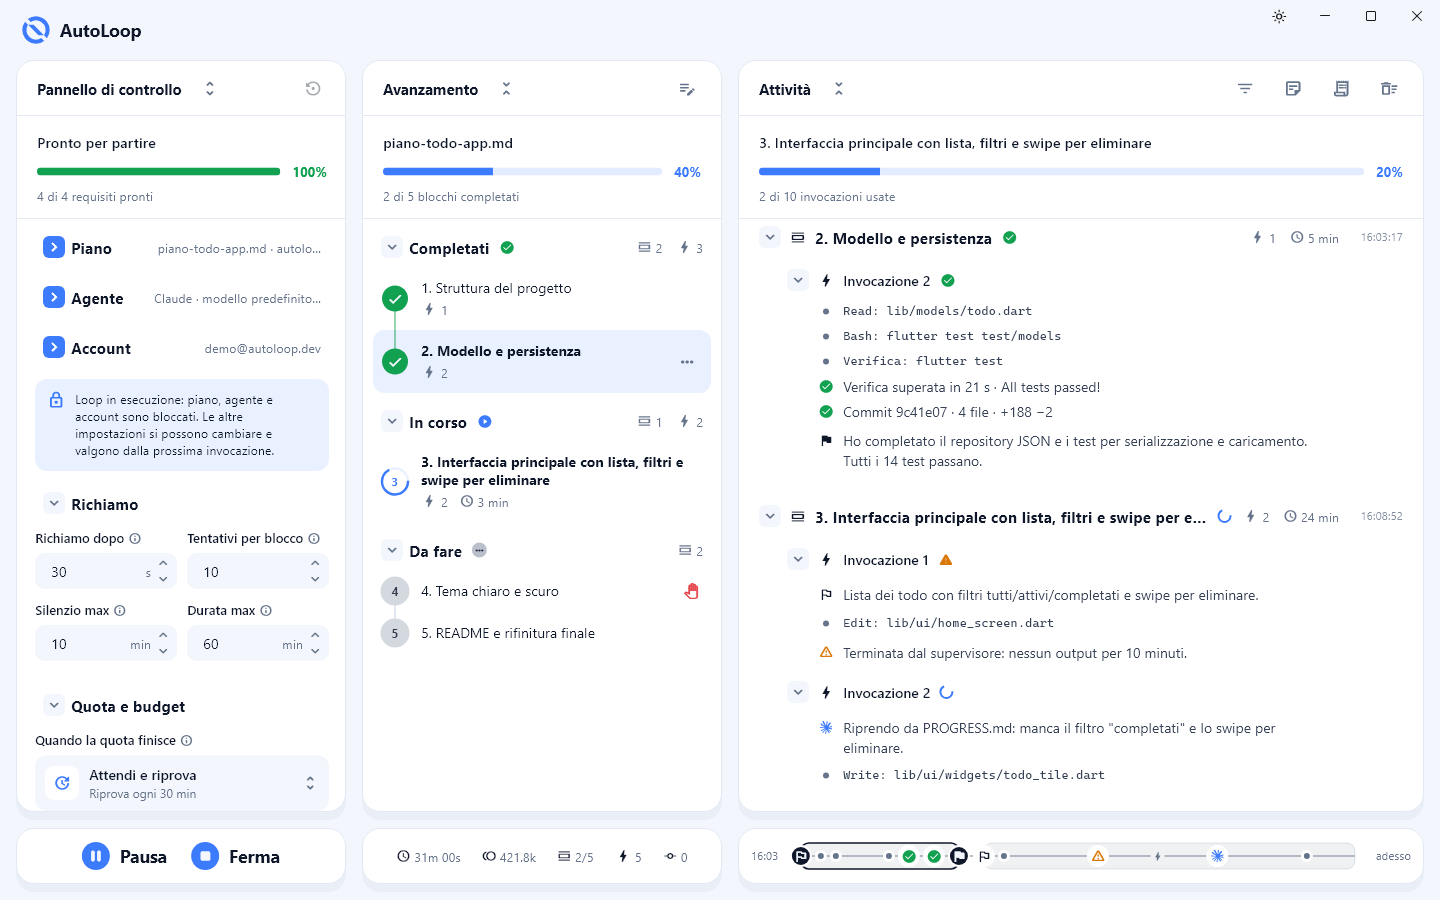 AutoLoop
Pannello di controllo
Pronto per partire
100%
4 di 4 requisiti pronti
Piano
piano-todo-app.md · autolo...
Agente
Claude · modello predefinito...
Account
demo@autoloop.dev
Loop in esecuzione: piano, agente e
account sono bloccati. Le altre
impostazioni si possono cambiare e
valgono dalla prossima invocazione.
Richiamo
Richiamo dopo
Tentativi per blocco
30 s
10
Silenzio max
Durata max
10 min
60 min
Quota e budget
Quando la quota finisce
Attendi e riprova
Riprova ogni 30 min
Pausa
Ferma
Avanzamento
piano-todo-app.md
40%
2 di 5 blocchi completati
Completati
2
3
1. Struttura del progetto
1
2. Modello e persistenza
2
In corso
1
2
3
3. Interfaccia principale con lista, filtri e
swipe per eliminare
2
3 min
Da fare
2
4
4. Tema chiaro e scuro
5
5. README e rifinitura finale
31m 00s
421.8k
2/5
5
0
Attività
3. Interfaccia principale con lista, filtri e swipe per eliminare
20%
2 di 10 invocazioni usate
2. Modello e persistenza
1
5 min
16:03:17
Invocazione 2
Read: lib/models/todo.dart
Bash: flutter test test/models
Verifica: flutter test
Verifica superata in 21 s · All tests passed!
Commit 9c41e07 · 4 file · +188 −2
Ho completato il repository JSON e i test per serializzazione e caricamento.
Tutti i 14 test passano.
3. Interfaccia principale con lista, filtri e swipe per e...
2
24 min
16:08:52
Invocazione 1
Lista dei todo con filtri tutti/attivi/completati e swipe per eliminare.
Edit: lib/ui/home_screen.dart
Terminata dal supervisore: nessun output per 10 minuti.
Invocazione 2
Riprendo da PROGRESS.md: manca il filtro "completati" e lo swipe per
eliminare.
Write: lib/ui/widgets/todo_tile.dart
16:03
adesso